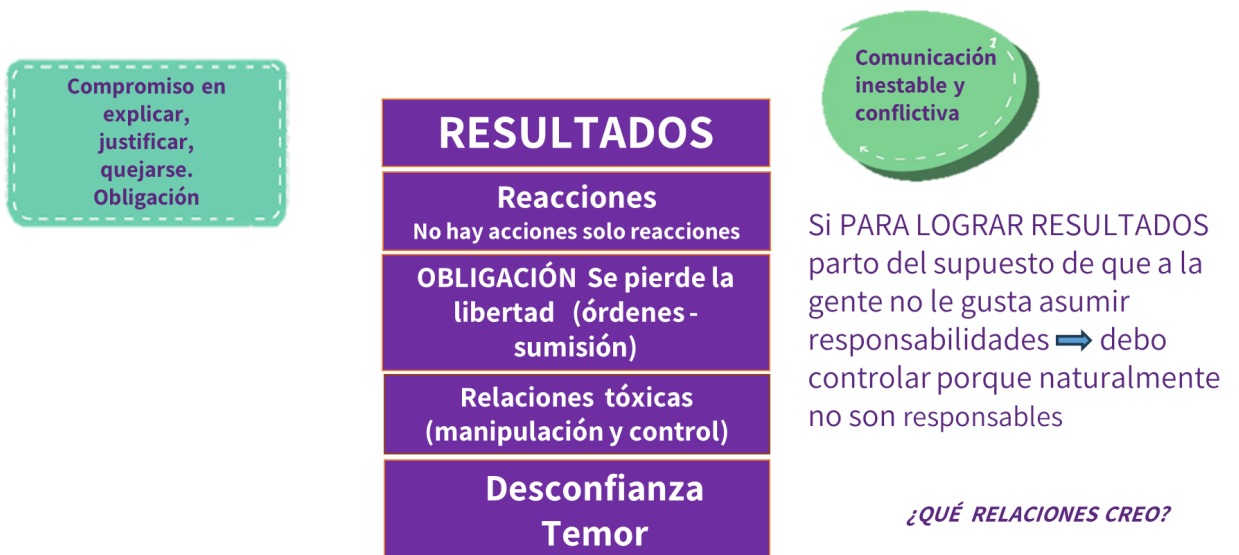 Compromiso en
explicar,
justificar,
quejarse.
Obligación
RESULTADOS
Reacciones
No hay acciones solo reacciones
OBLIGACIÓN Se pierde la
libertad (órdenes -
sumisión)
Relaciones tóxicas
(manipulación y control)
Desconfianza
Temor
Comunicación
inestable y
conflictiva
1
Si PARA LOGRAR RESULTADOS
parto del supuesto de que a la
gente no le gusta asumir
responsabilidades ➡ debo
controlar porque naturalmente
no son responsables
¿QUÉ RELACIONES CREO?